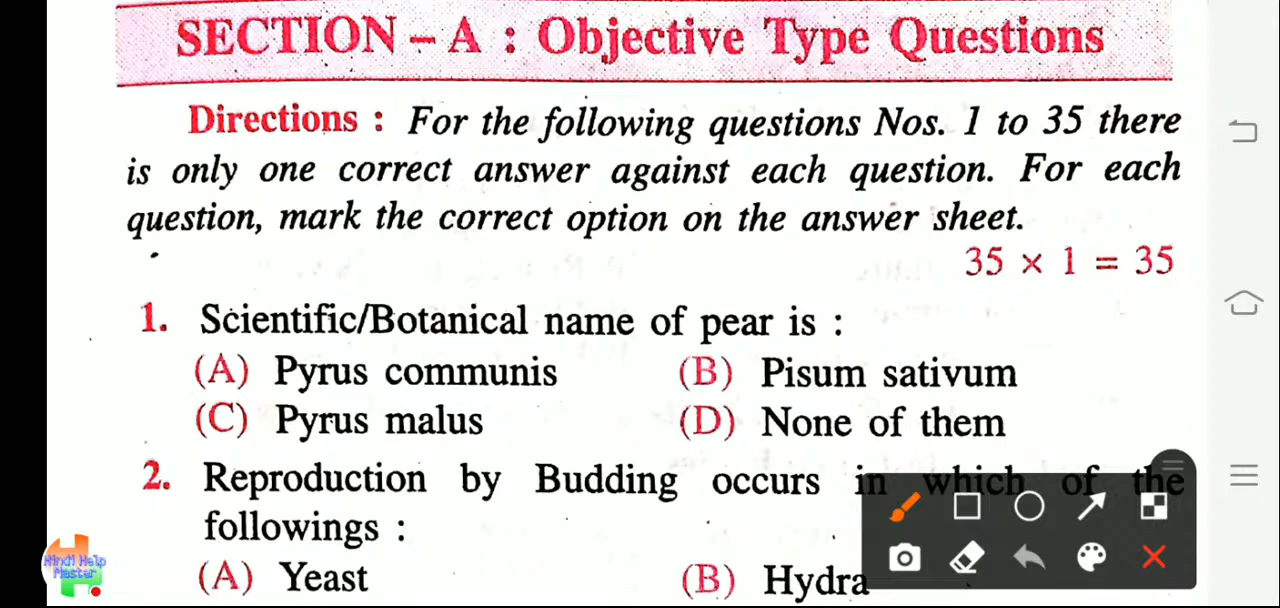 SECTION – A : Objective Type Questions
Directions : For the following questions Nos. 1 to 35 there
is only one correct answer against each question. For each
question, mark the correct option on the answer sheet.
35 × 1 = 35
1. Scientific/Botanical name of pear is :
(A) Pyrus communis (B) Pisum sativum
(C) Pyrus malus (D) None of them
2. Reproduction by Budding occurs in which of the
followings :
(A) Yeast (B) Hydra
Hindi Help
Master